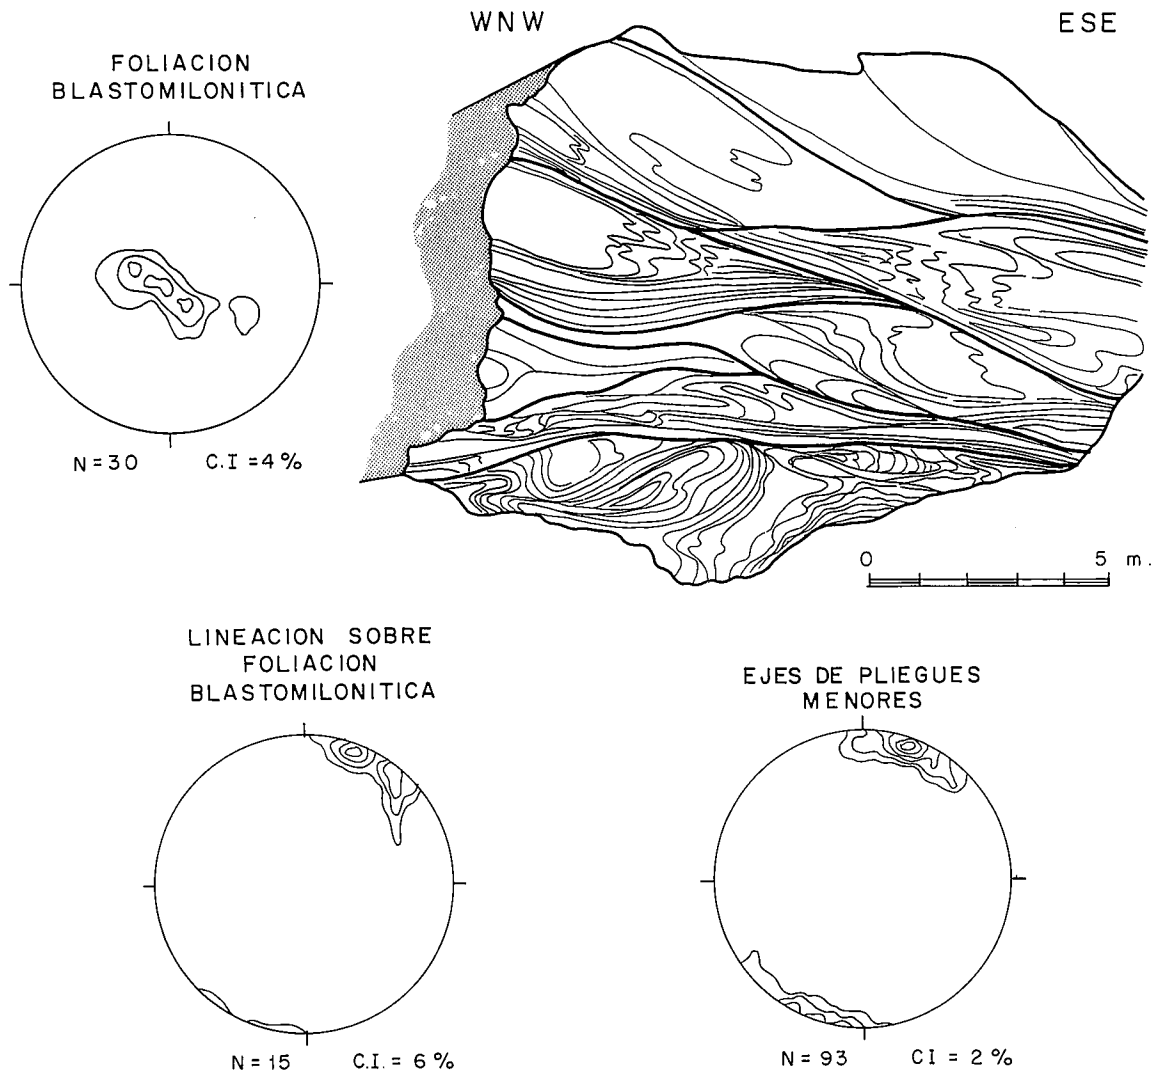 WNW
ESE
FOLIACION
BLASTOMILONITICA
N=30 C.I=4%
0 5 m.
LINEACION SOBRE
FOLIACION
BLASTOMILONITICA
EJES DE PLIEGUES
MENORES
N=15 C.I.=6%
N=93 CI=2%